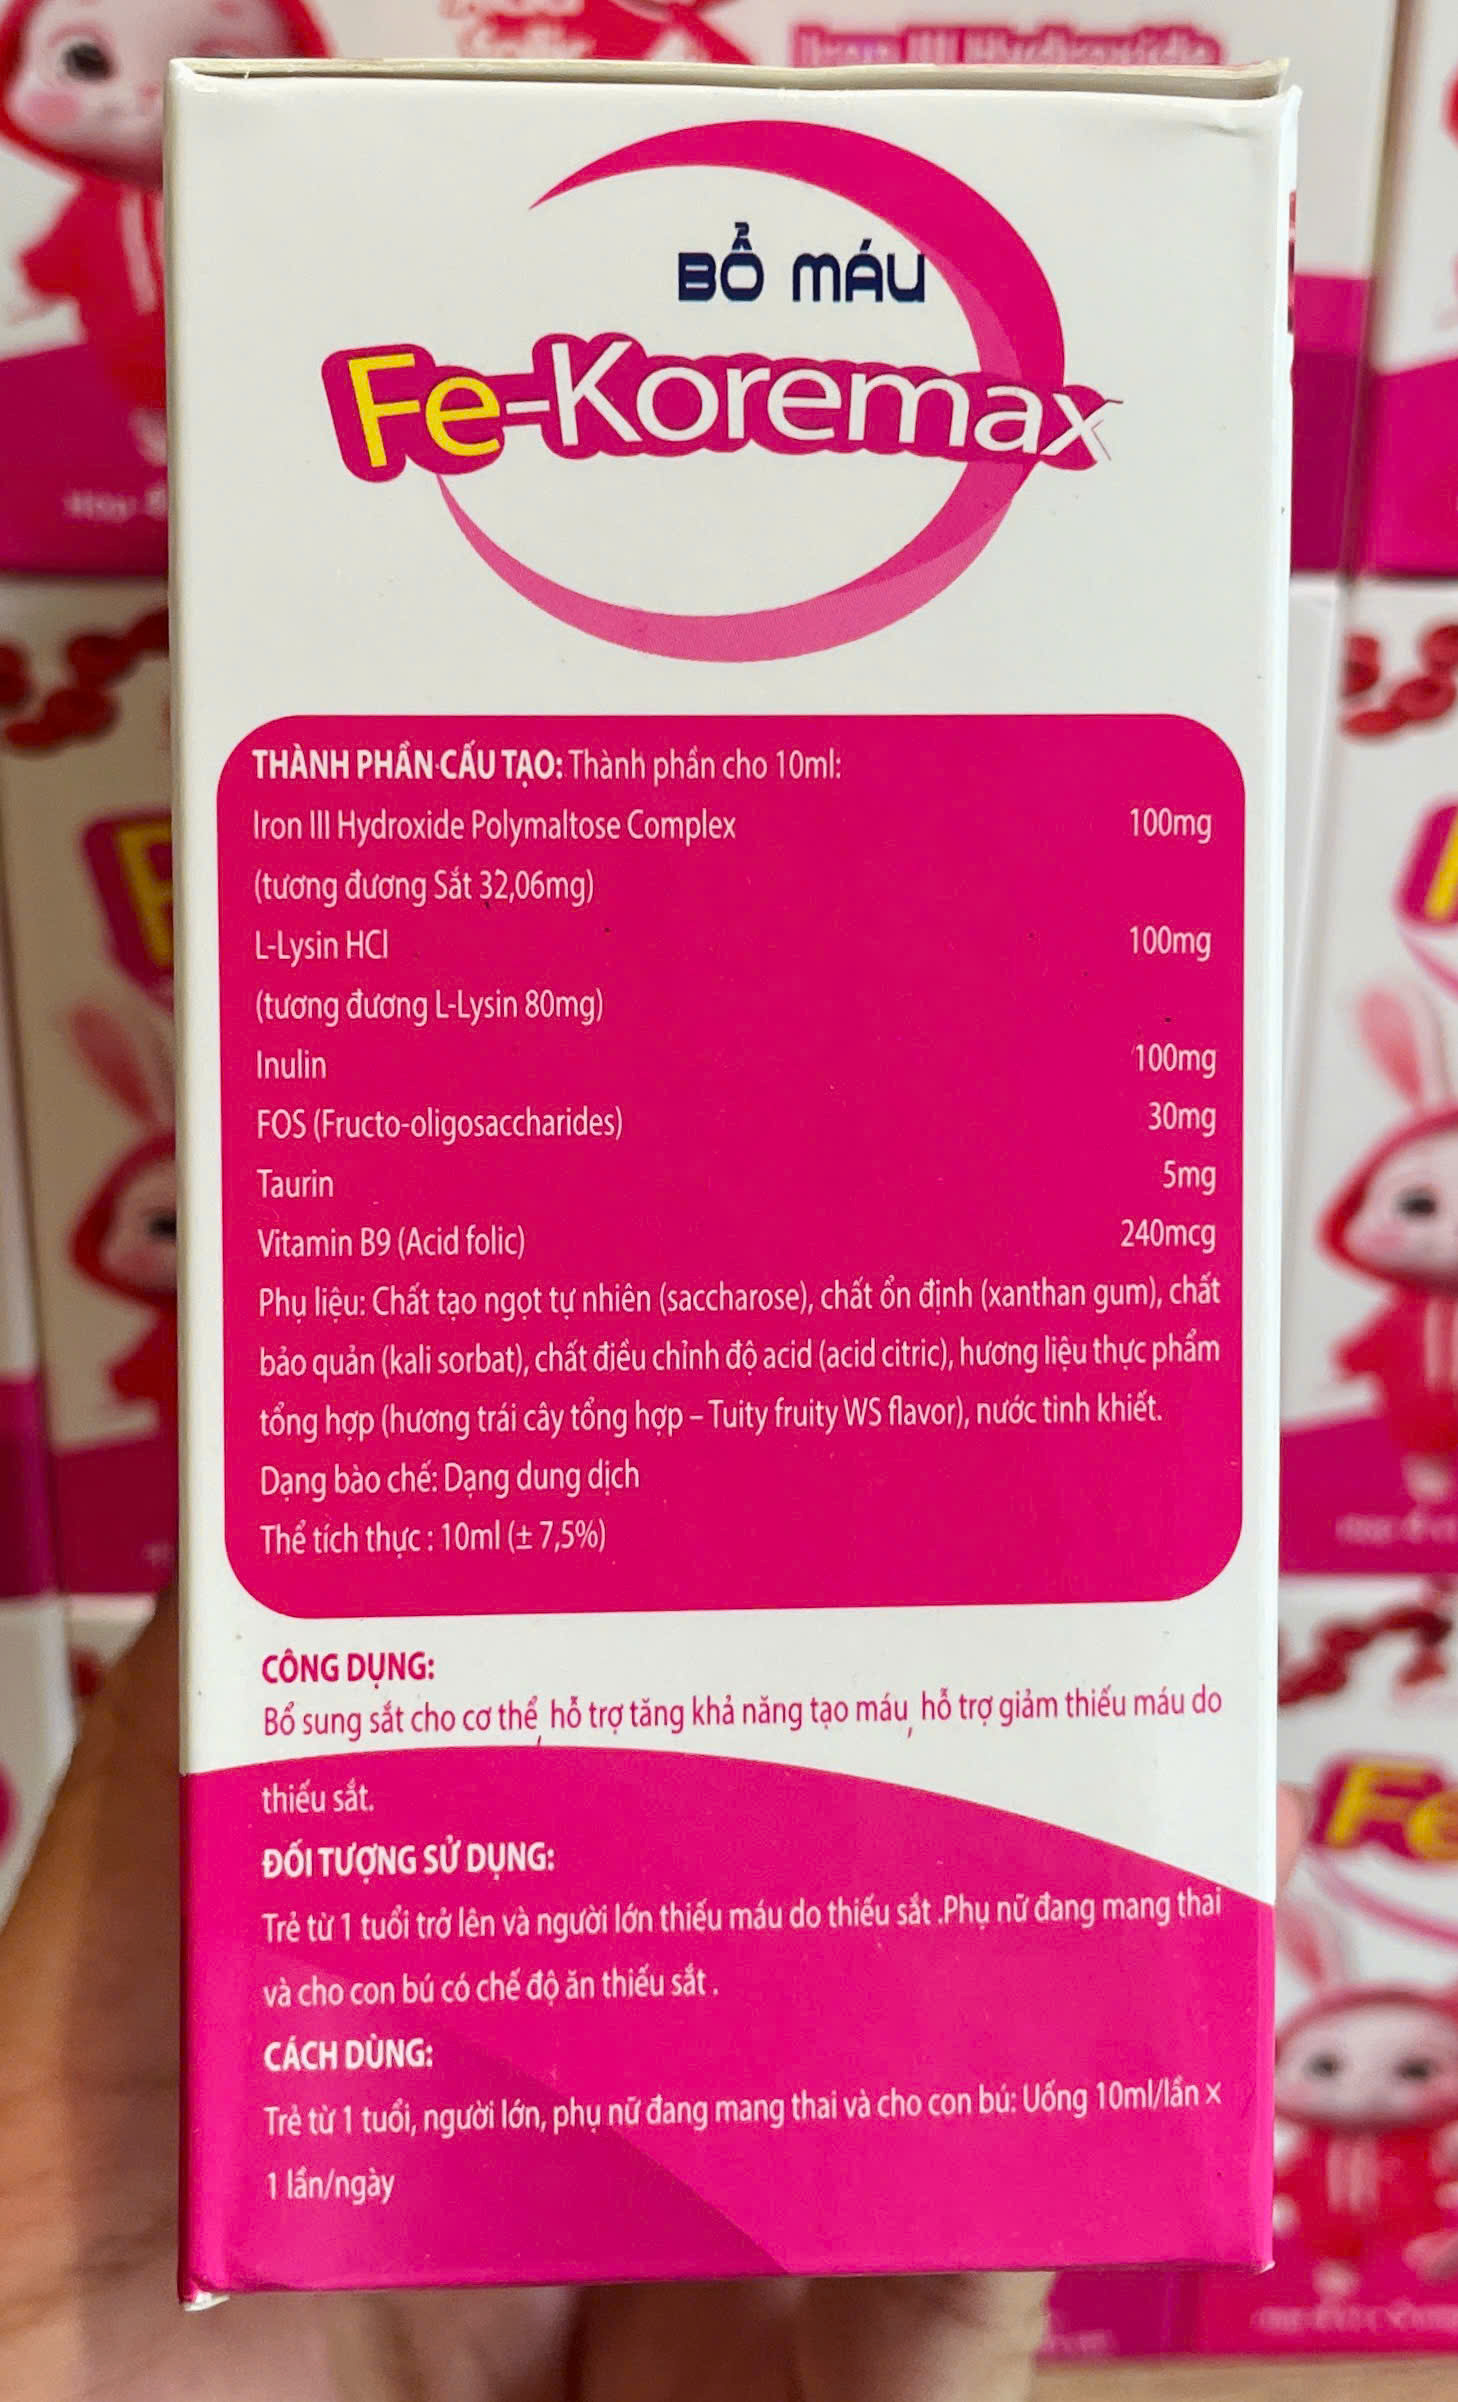 Iron III Hydroxide
BỔ MÁU
Fe-Koremax
THÀNH PHẦN CẤU TẠO: Thành phần cho 10ml:
Iron III Hydroxide Polymaltose Complex 100mg
(tương đương Sắt 32,06mg)
L-Lysin HCl 100mg
(tương đương L-Lysin 80mg)
Inulin 100mg
FOS (Fructo-oligosaccharides) 30mg
Taurin 5mg
Vitamin B9 (Acid folic) 240mcg
Phụ liệu: Chất tạo ngọt tự nhiên (saccharose), chất ổn định (xanthan gum), chất
bảo quản (kali sorbat), chất điều chỉnh độ acid (acid citric), hương liệu thực phẩm
tổng hợp (hương trái cây tổng hợp – Tuity fruity WS flavor), nước tinh khiết.
Dạng bào chế: Dạng dung dịch
Thể tích thực : 10ml (± 7,5%)
CÔNG DỤNG:
Bổ sung sắt cho cơ thể, hỗ trợ tăng khả năng tạo máu, hỗ trợ giảm thiếu máu do
thiếu sắt.
ĐỐI TƯỢNG SỬ DỤNG:
Trẻ từ 1 tuổi trở lên và người lớn thiếu máu do thiếu sắt .Phụ nữ đang mang thai
và cho con bú có chế độ ăn thiếu sắt .
CÁCH DÙNG:
Trẻ từ 1 tuổi, người lớn, phụ nữ đang mang thai và cho con bú: Uống 10ml/lần x
1 lần/ngày
Fe